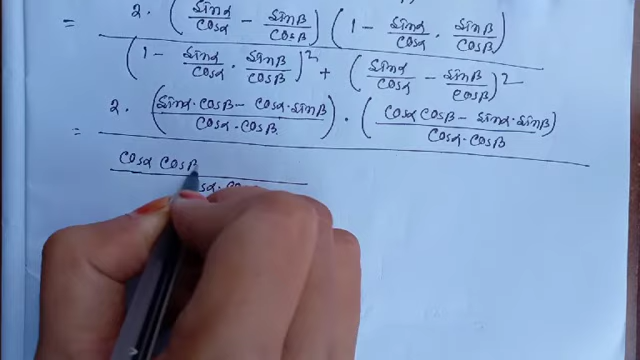 = 2. (sinα/cosα - sinβ/cosβ) (1 - sinα/cosα . sinβ/cosβ)
(1 - sinα/cosα . sinβ/cosβ)² + (sinα/cosα - sinβ/cosβ)²
= 2. (sinα.cosβ - cosα.sinβ/cosα.cosβ) . (cosα cosβ - sinα.sinβ/cosα.cosβ)
cosα cosβ